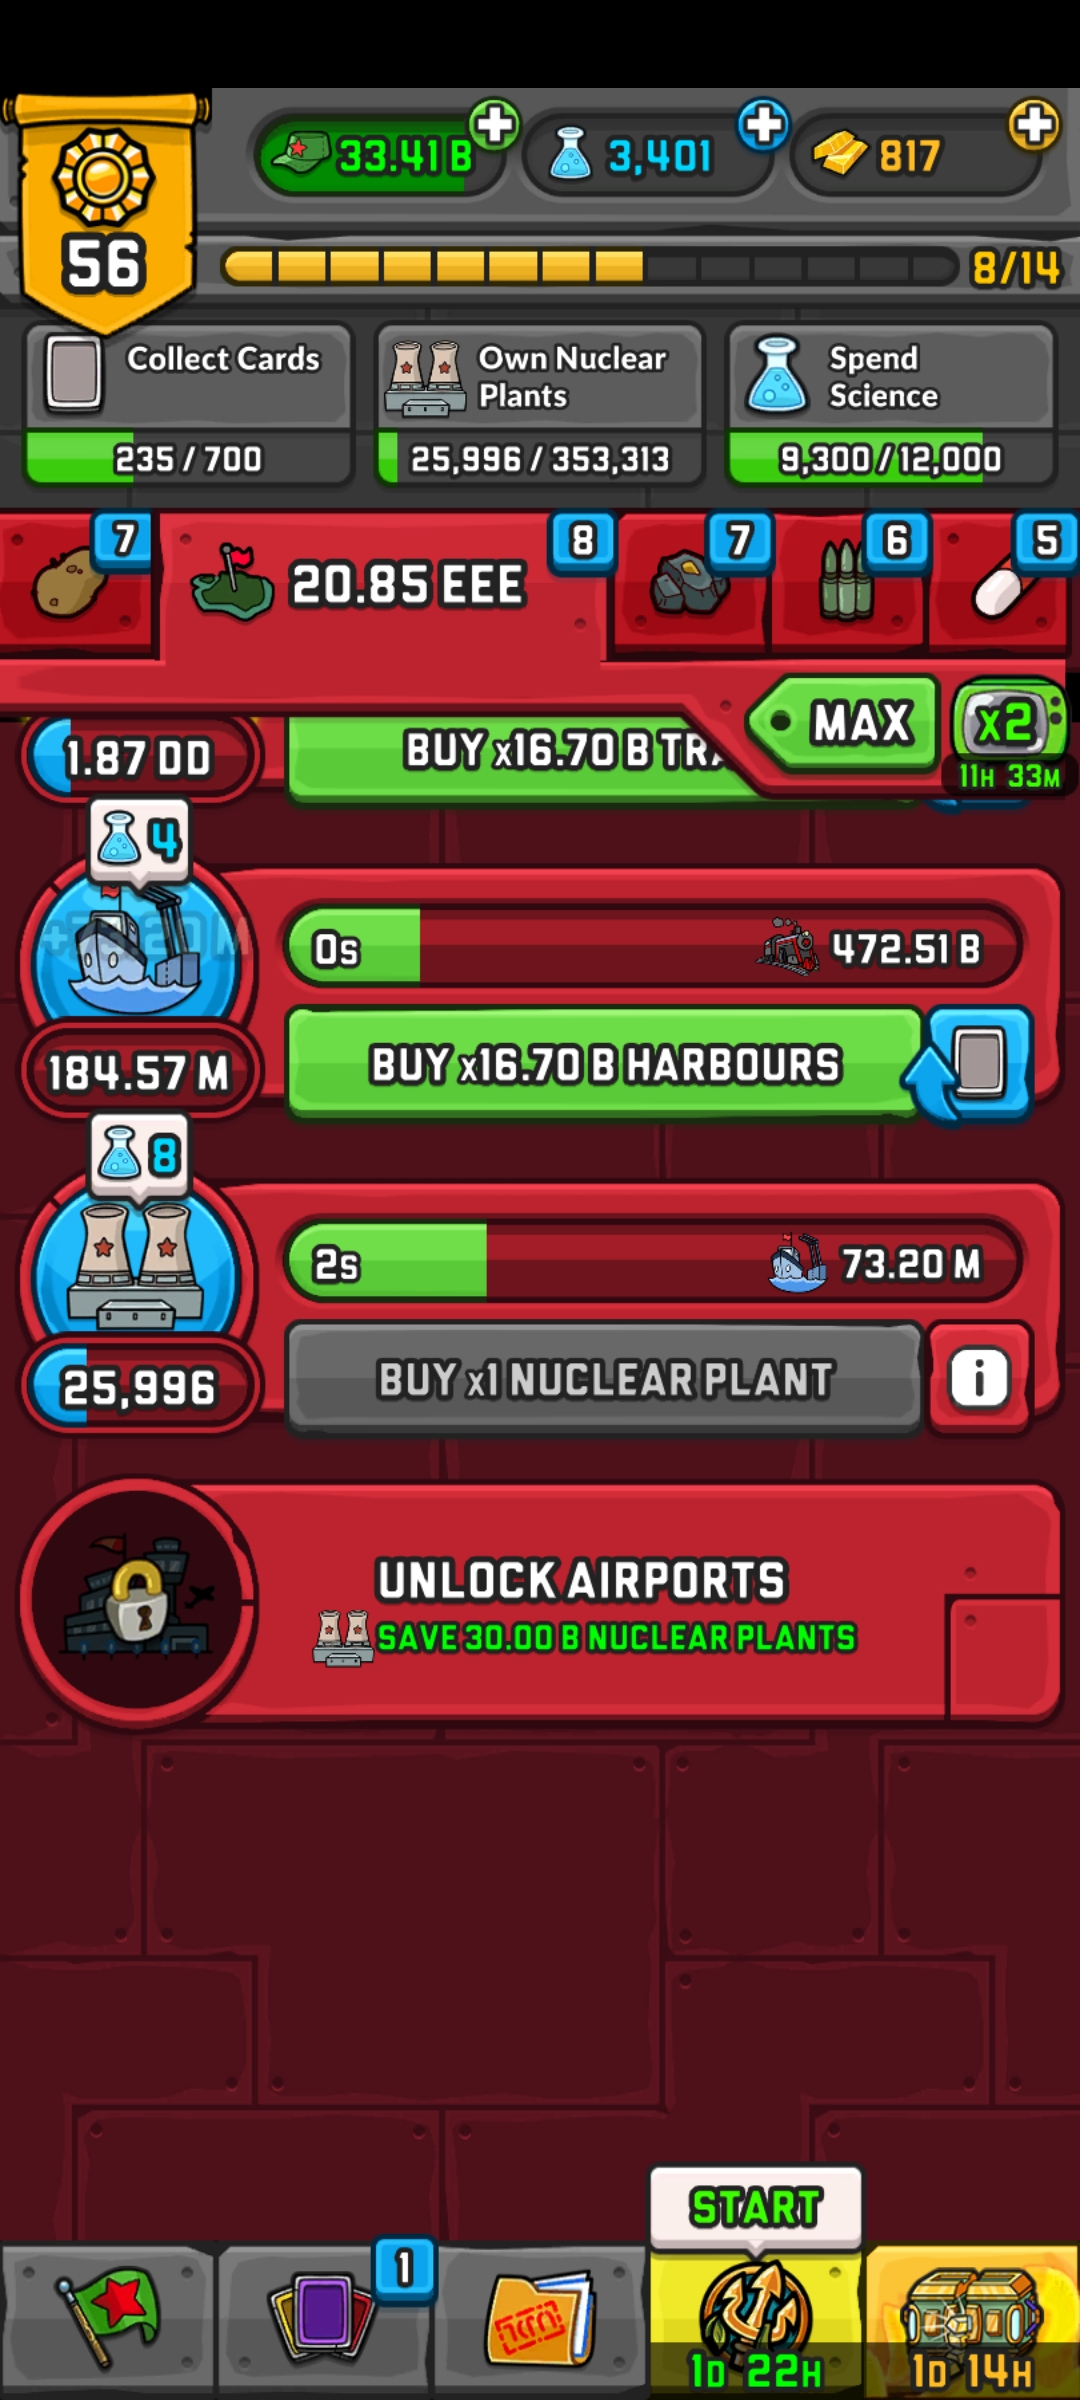 33.41 B
3,401
817
56
8/14
Collect Cards
235 / 700
Own Nuclear
Plants
25,996 / 353,313
Spend
Science
9,300 / 12,000
7
20.85 EEE
8
7
6
5
MAX
x2
11H 33M
1.87 DD
BUY x16.70 B
4
0s
472.51 B
184.57 M
BUY x16.70 B HARBOURS
8
2s
73.20 M
25,996
BUY x1 NUCLEAR PLANT
i
UNLOCK AIRPORTS
SAVE 30.00 B NUCLEAR PLANTS
START
1
1D 22H
1D 14H